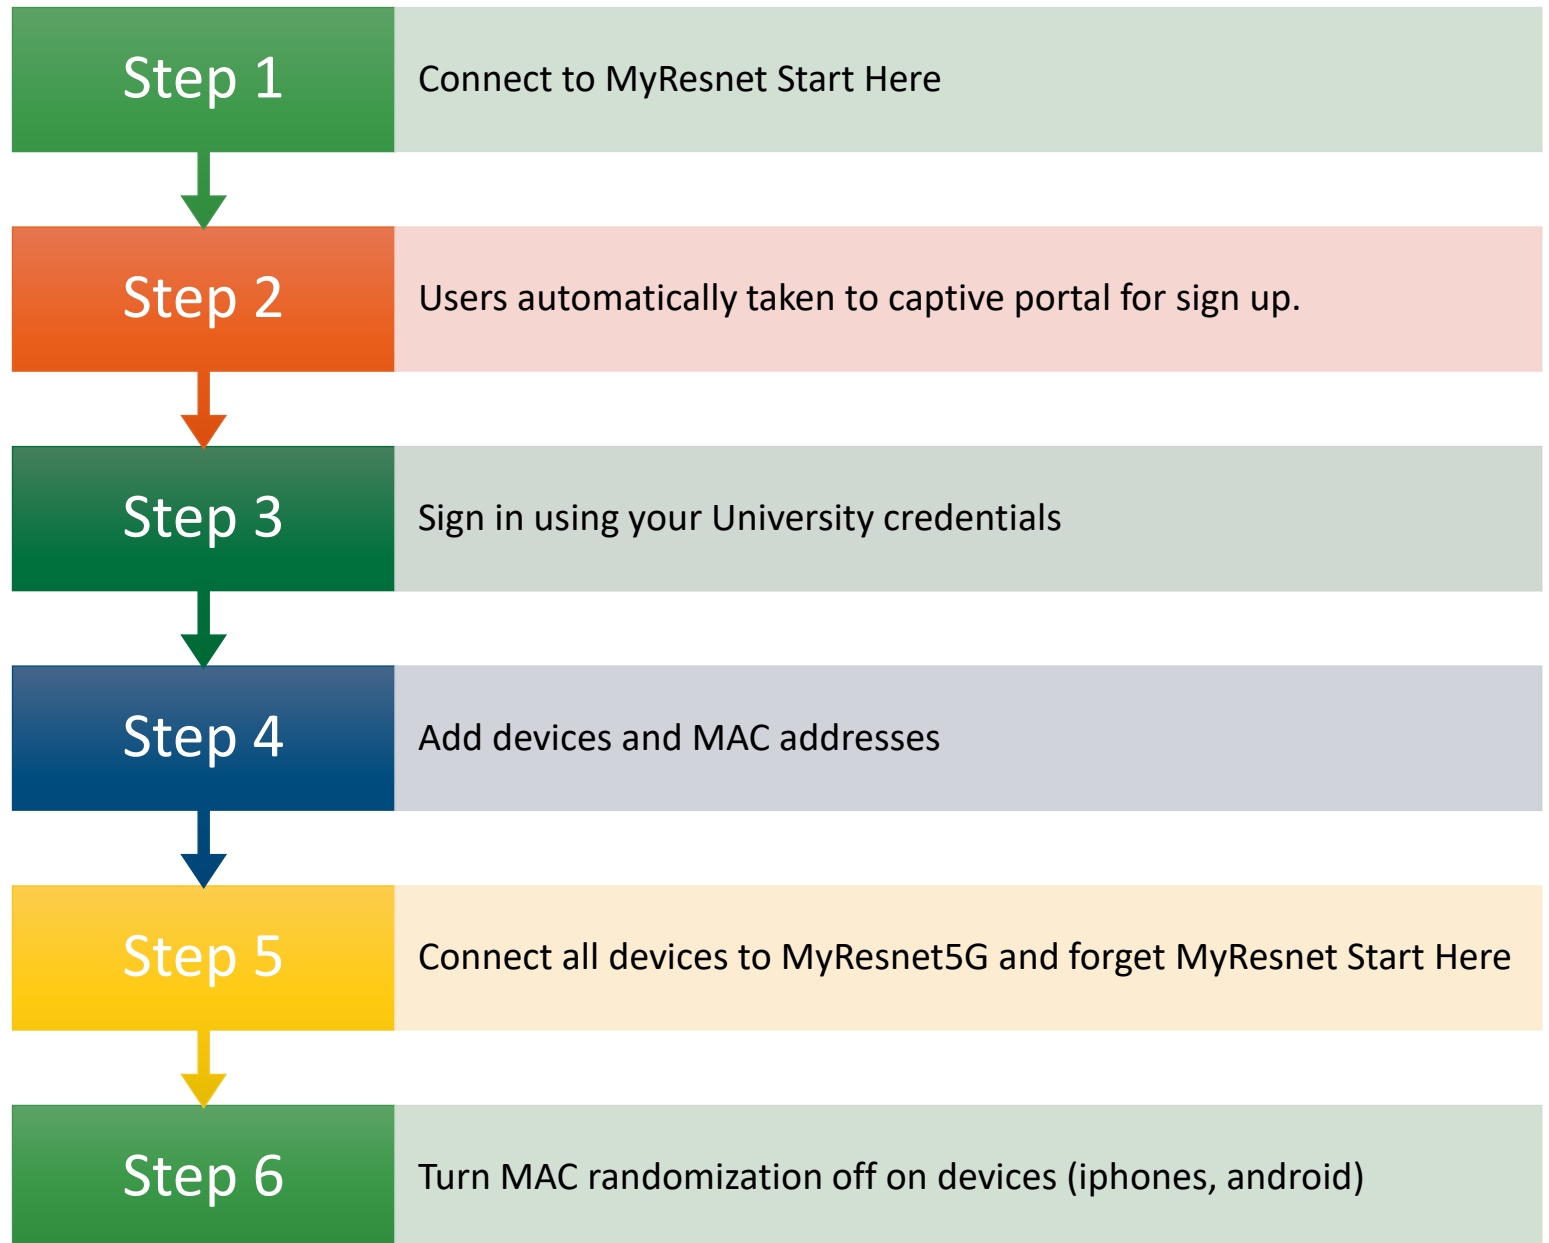 Step 1
Connect to MyResnet Start Here
Step 2
Users automatically taken to captive portal for sign up.
Step 3
Sign in using your University credentials
Step 4
Add devices and MAC addresses
Step 5
Connect all devices to MyResnet5G and forget MyResnet Start Here
Step 6
Turn MAC randomization off on devices (iphones, android)